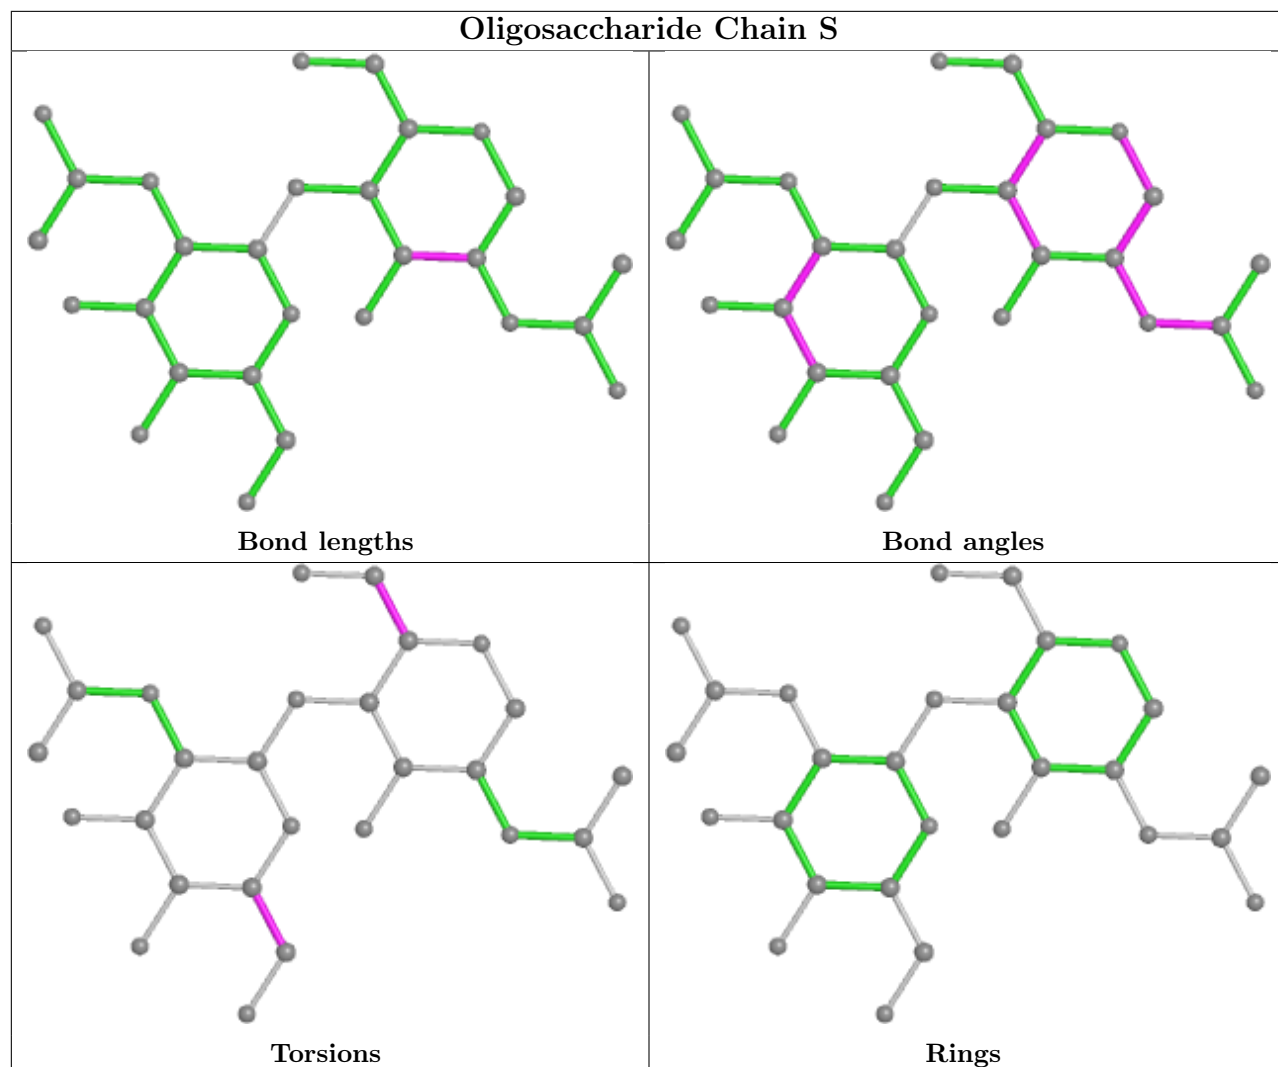 Oligosaccharide Chain S
Bond lengths
Bond angles
Torsions
Rings